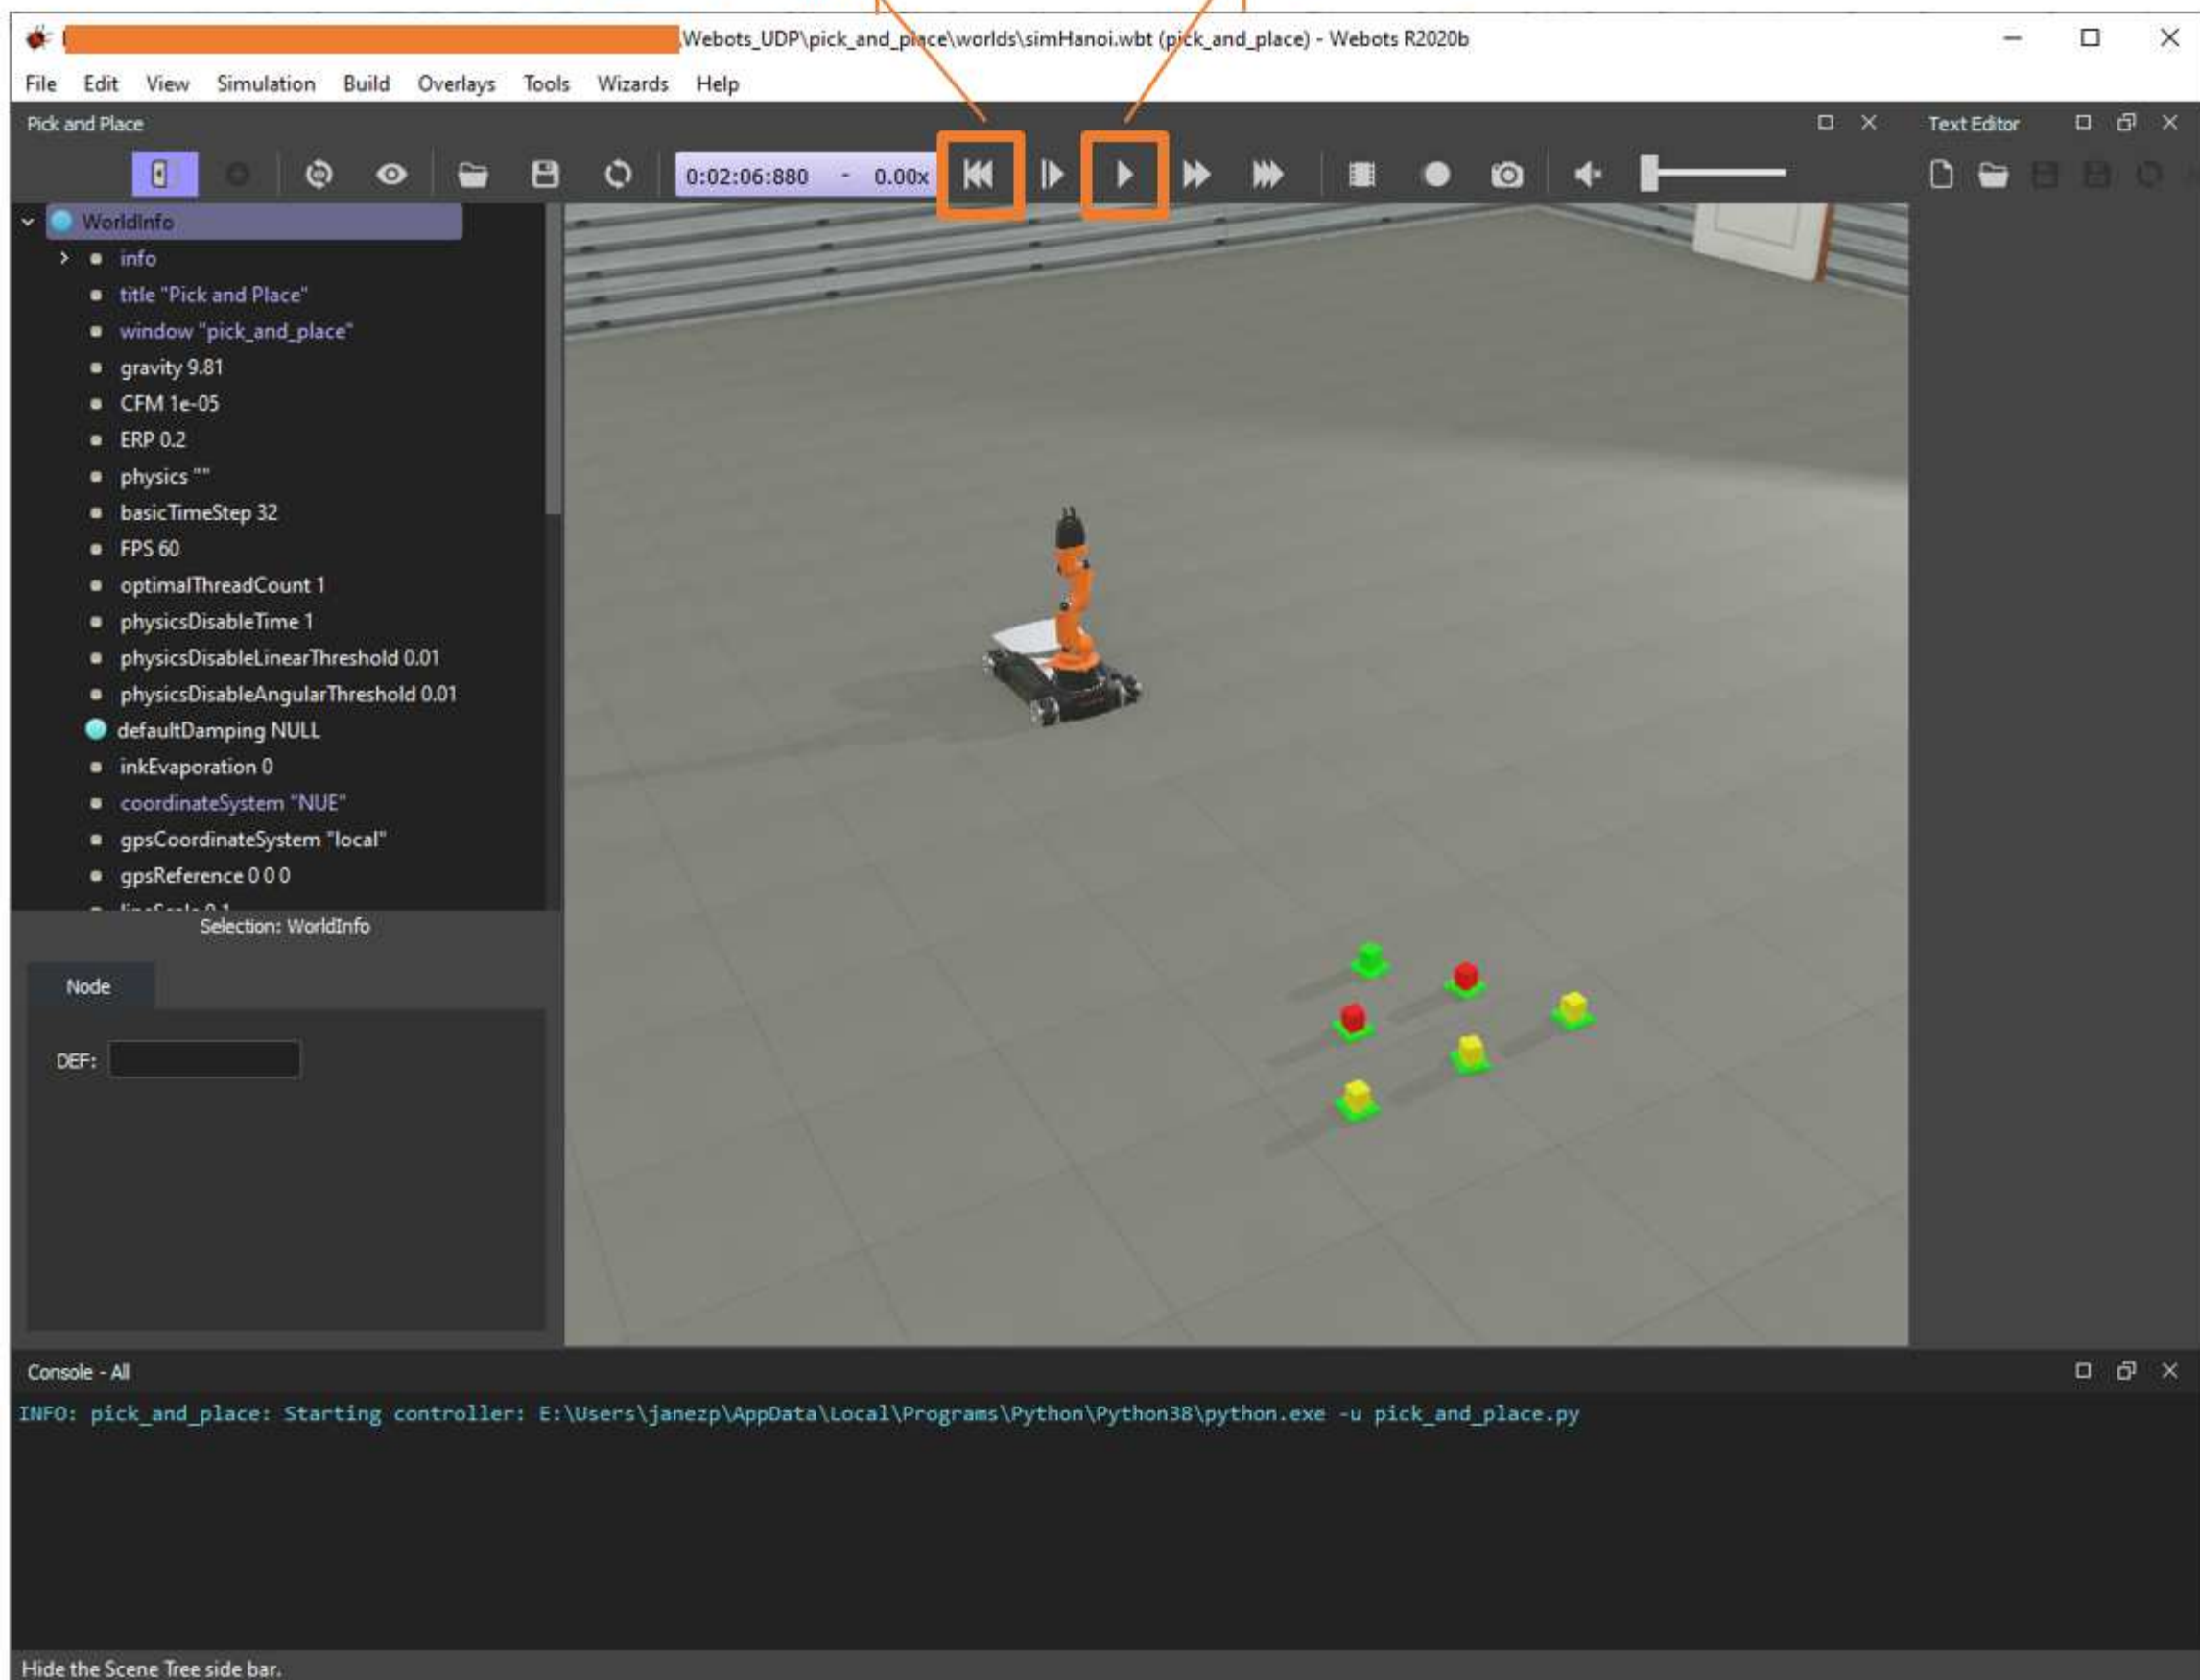 Webots_UDP\pick_and_place\worlds\simHanoi.wbt (pick_and_place) - Webots R2020b
File Edit View Simulation Build Overlays Tools Wizards Help
Pick and Place
Text Editor
0:02:06:880 - 0.00x
WorldInfo
info
title "Pick and Place"
window "pick_and_place"
gravity 9.81
CFM 1e-05
ERP 0.2
physics ""
basicTimeStep 32
FPS 60
optimalThreadCount 1
physicsDisableTime 1
physicsDisableLinearThreshold 0.01
physicsDisableAngularThreshold 0.01
defaultDamping NULL
inkEvaporation 0
coordinateSystem "NUE"
gpsCoordinateSystem "local"
gpsReference 0 0 0
lineScale 0.1
Selection: WorldInfo
Node
DEF:
Console - All
INFO: pick_and_place: Starting controller: E:\Users\janezp\AppData\Local\Programs\Python\Python38\python.exe -u pick_and_place.py
Hide the Scene Tree side bar.